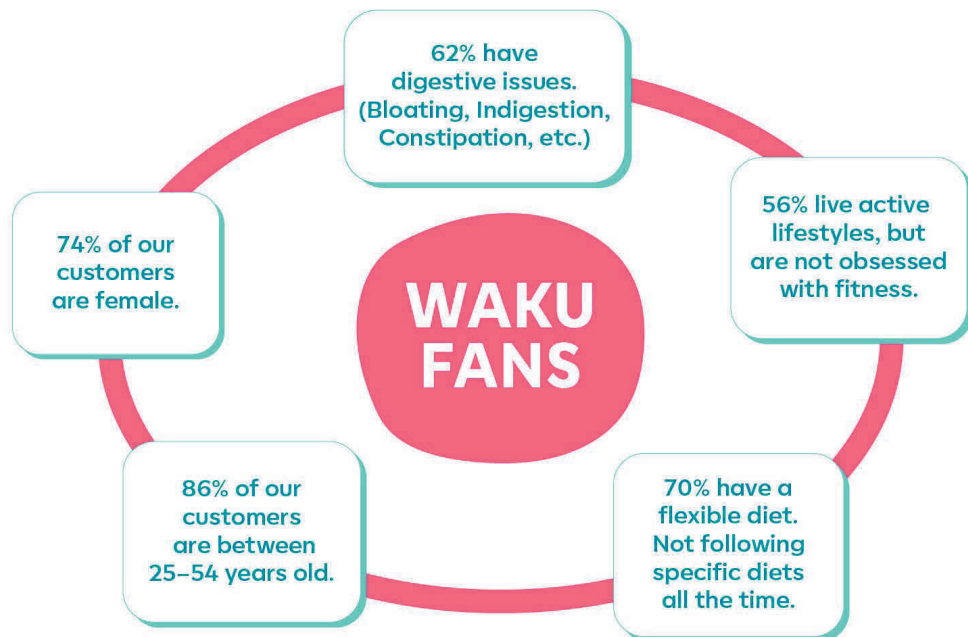 62% have
digestive issues.
(Bloating, Indigestion,
Constipation, etc.)
56% live active
lifestyles, but
are not obsessed
with fitness.
74% of our
customers
are female.
WAKU
FANS
86% of our
customers
are between
25–54 years old.
70% have a
flexible diet.
Not following
specific diets
all the time.